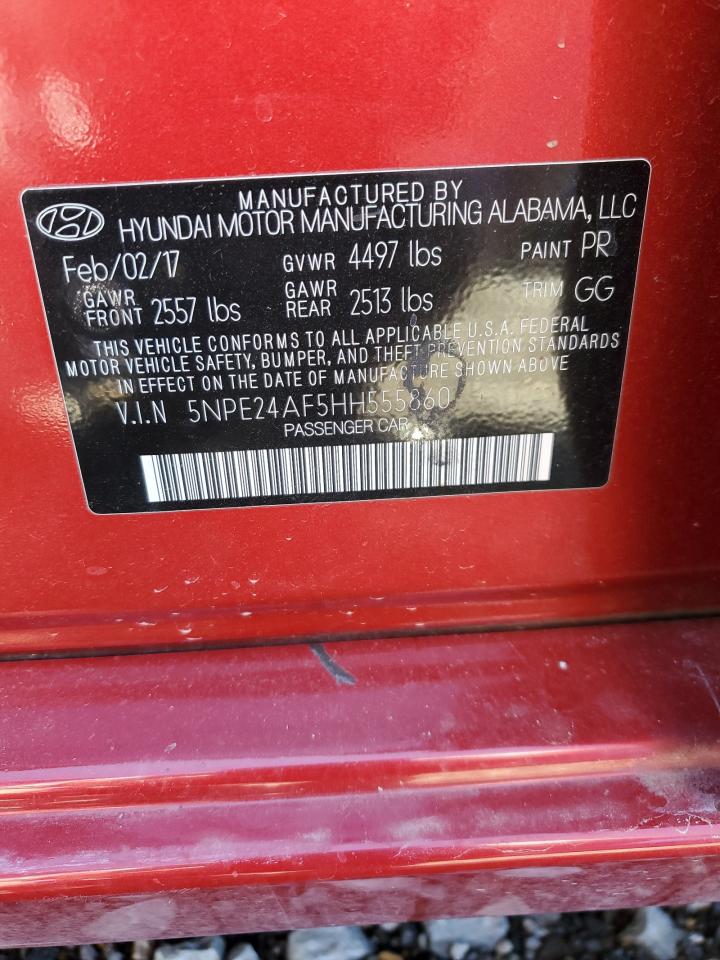 MANUFACTURED BY
HYUNDAI MOTOR MANUFACTURING ALABAMA, LLC
Feb/02/17 GVWR 4497 lbs PAINT PR
GAWR FRONT 2557 lbs GAWR REAR 2513 lbs TRIM GG
THIS VEHICLE CONFORMS TO ALL APPLICABLE U.S.A. FEDERAL
MOTOR VEHICLE SAFETY, BUMPER, AND THEFT PREVENTION STANDARDS
IN EFFECT ON THE DATE OF MANUFACTURE SHOWN ABOVE
V.I.N 5NPE24AF5HH555860
PASSENGER CAR